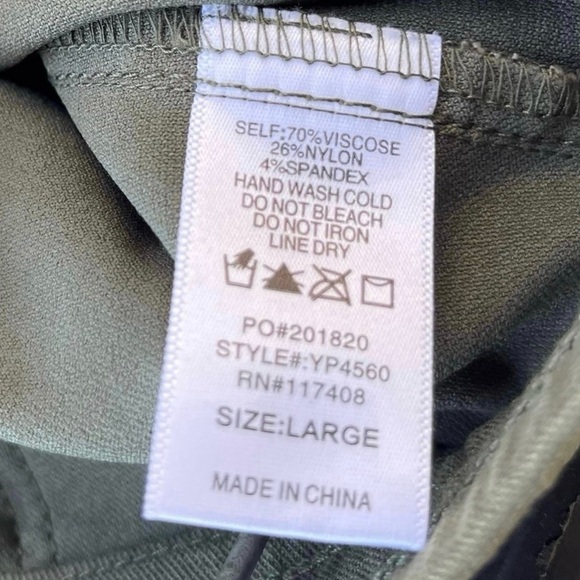 SELF:70%VISCOSE
26%NYLON
4%SPANDEX
HAND WASH COLD
DO NOT BLEACH
DO NOT IRON
LINE DRY
PO#201820
STYLE#:YP4560
RN#117408
SIZE:LARGE
MADE IN CHINA